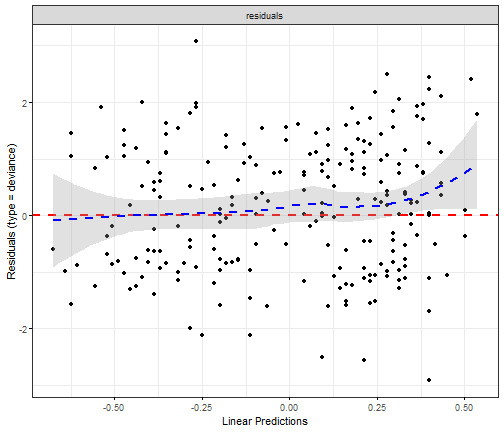 residuals
Residuals (type = deviance)
2
0
-2
-0.50
-0.25
0.00
0.25
0.50
Linear Predictions